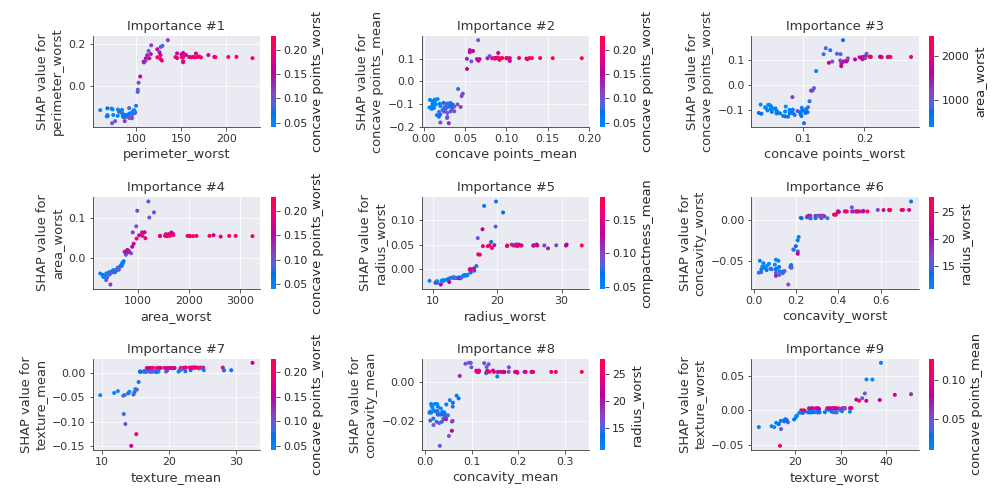 Importance #1
SHAP value for
perimeter_worst
0.2
0.0
100
150
200
perimeter_worst
0.20
0.15
0.10
0.05
concave points_worst
Importance #2
SHAP value for
concave points_mean
0.1
0.0
−0.1
−0.2
0.00
0.05
0.10
0.15
0.20
concave points_mean
0.20
0.15
0.10
0.05
concave points_worst
Importance #3
SHAP value for
concave points_worst
0.1
0.0
−0.1
0.1
0.2
concave points_worst
2000
1000
area_worst
Importance #4
SHAP value for
area_worst
0.1
0.0
1000
2000
3000
area_worst
0.20
0.15
0.10
0.05
concave points_worst
Importance #5
SHAP value for
radius_worst
0.10
0.05
0.00
10
20
30
radius_worst
0.15
0.10
0.05
compactness_mean
Importance #6
SHAP value for
concavity_worst
0.00
−0.05
0.0
0.2
0.4
0.6
concavity_worst
25
20
15
radius_worst
Importance #7
SHAP value for
texture_mean
0.00
−0.05
−0.10
−0.15
10
20
30
texture_mean
0.20
0.15
0.10
0.05
concave points_worst
Importance #8
SHAP value for
concavity_mean
0.00
−0.02
0.0
0.1
0.2
0.3
concavity_mean
25
20
15
radius_worst
Importance #9
SHAP value for
texture_worst
0.05
0.00
−0.05
20
30
40
texture_worst
0.10
0.05
concave points_mean